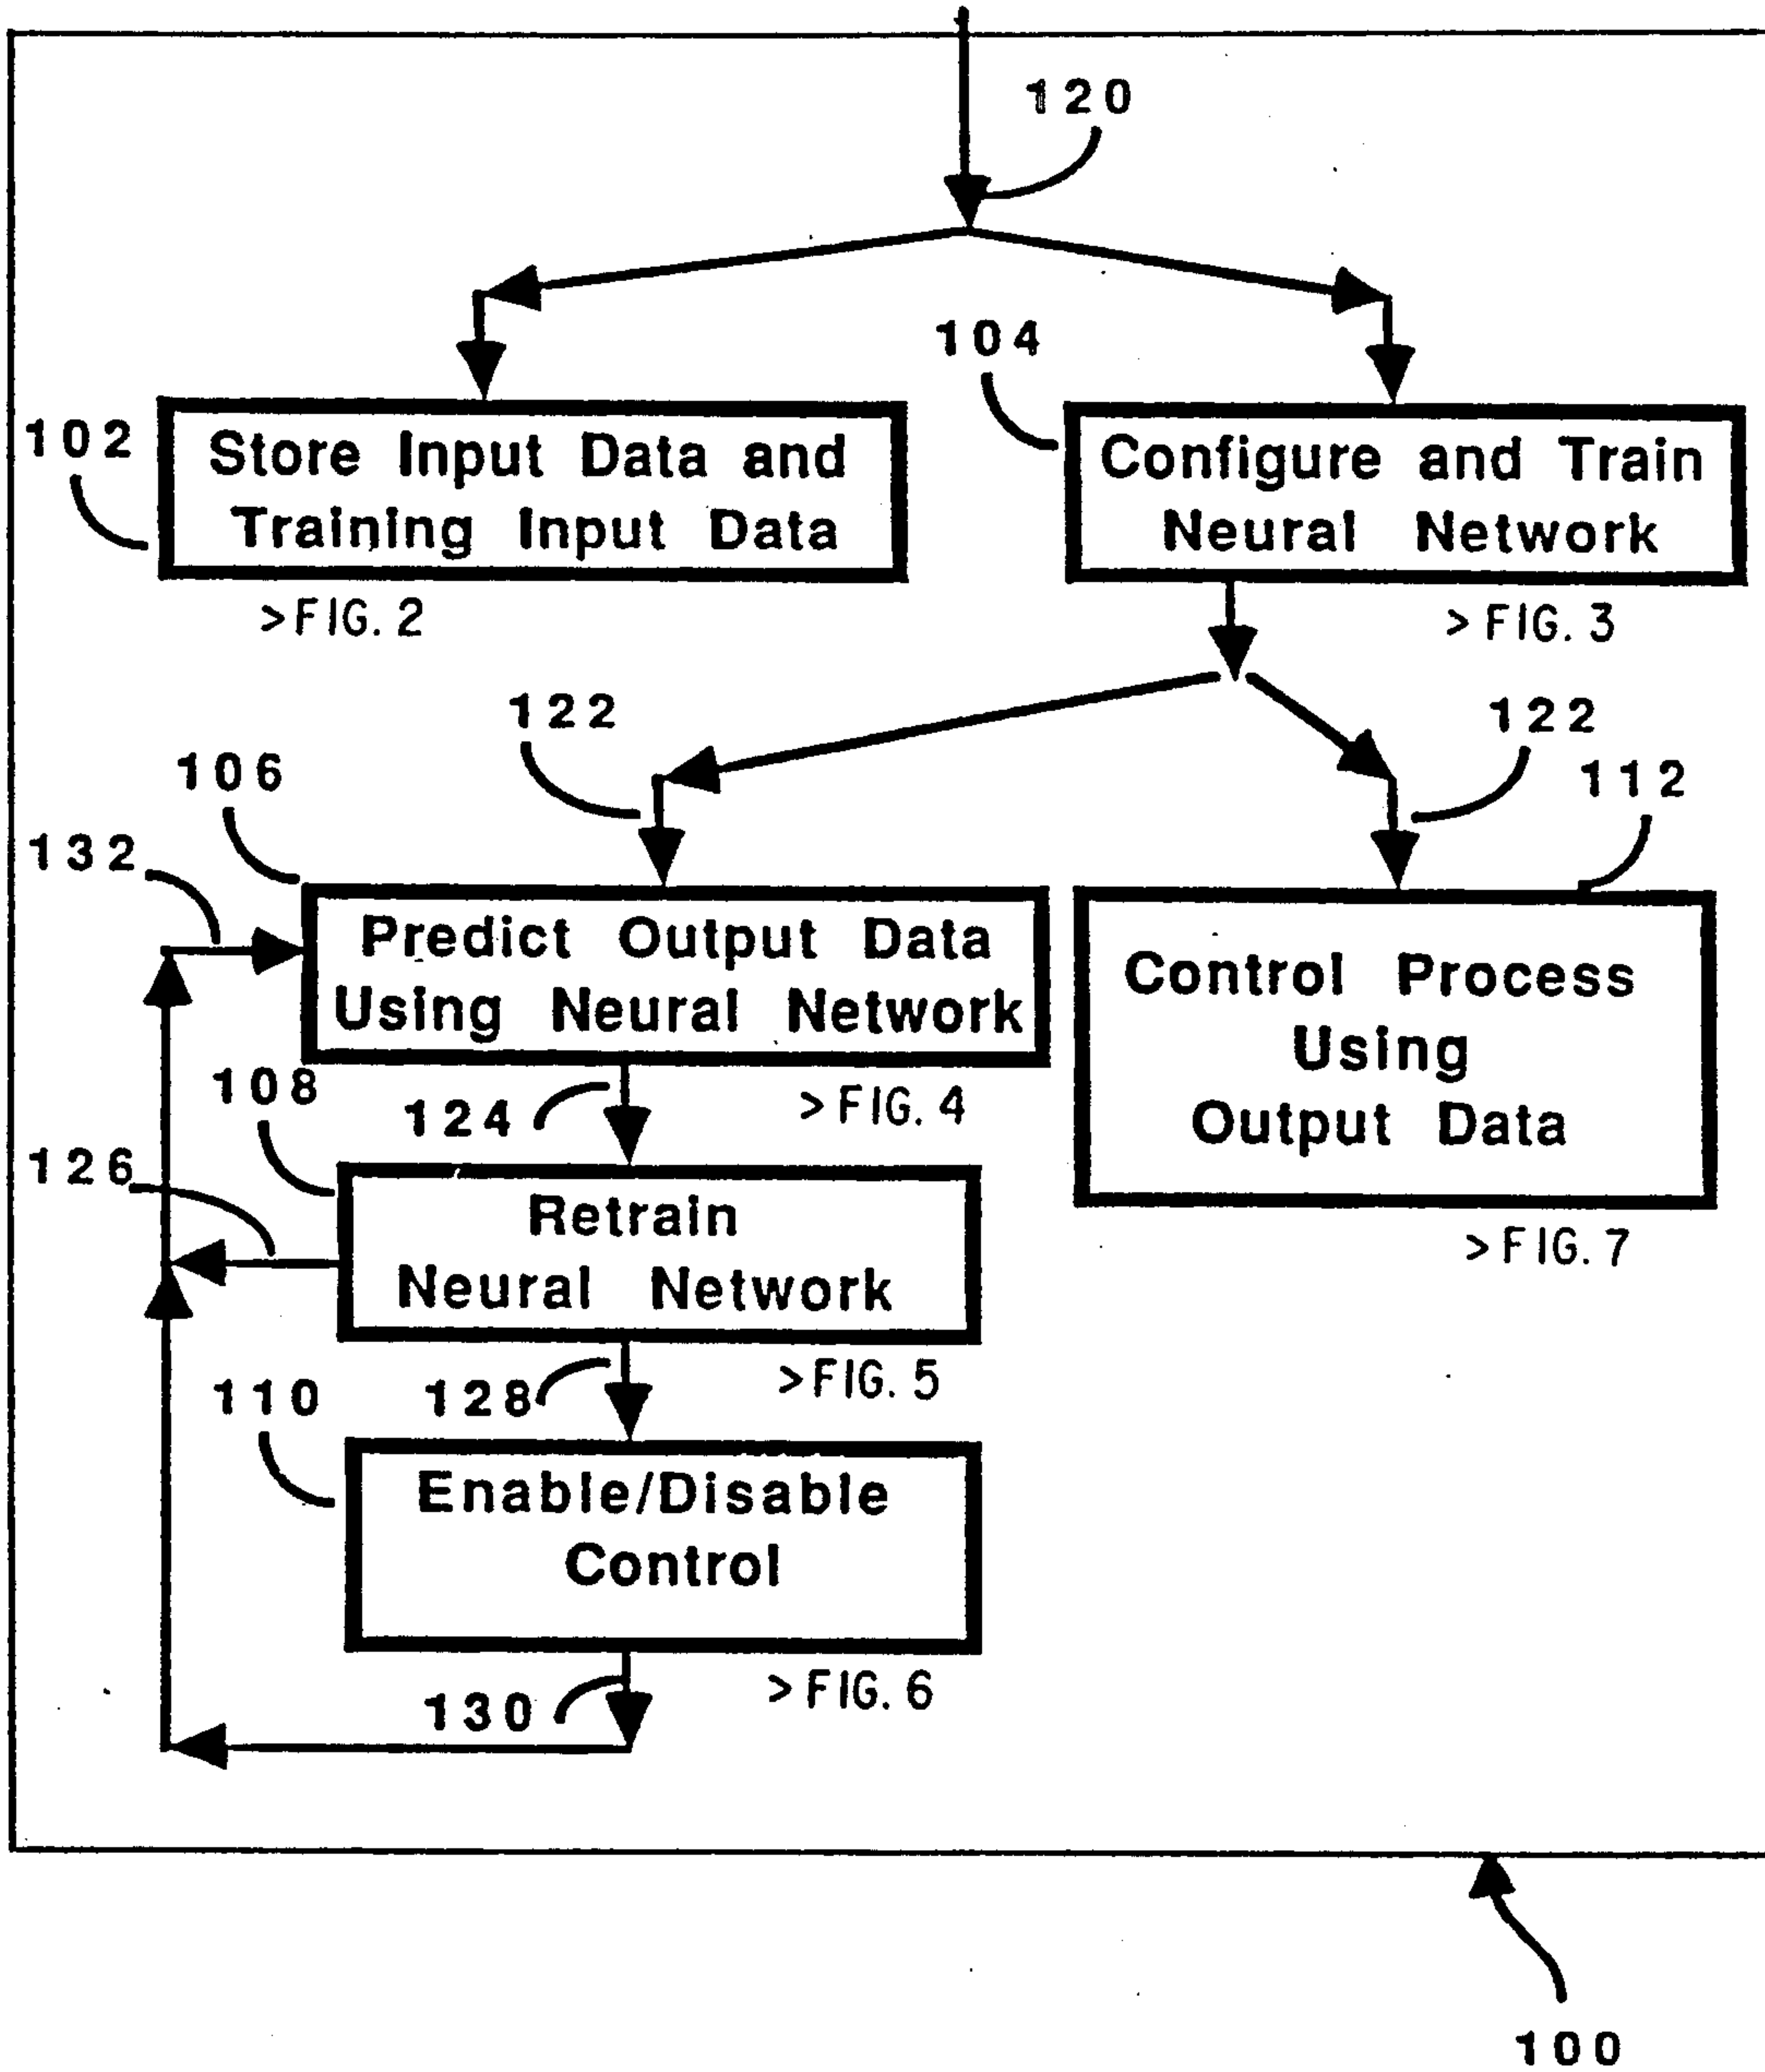 120
104
102
Store Input Data and
Training Input Data
Configure and Train
Neural Network
>FIG. 2
>FIG. 3
122
122
106
112
132
Predict Output Data
Using Neural Network
Control Process
Using
Output Data
108
124
>FIG. 4
126
Retrain
Neural Network
>FIG. 7
110
128
>FIG. 5
Enable/Disable
Control
130
>FIG. 6
100